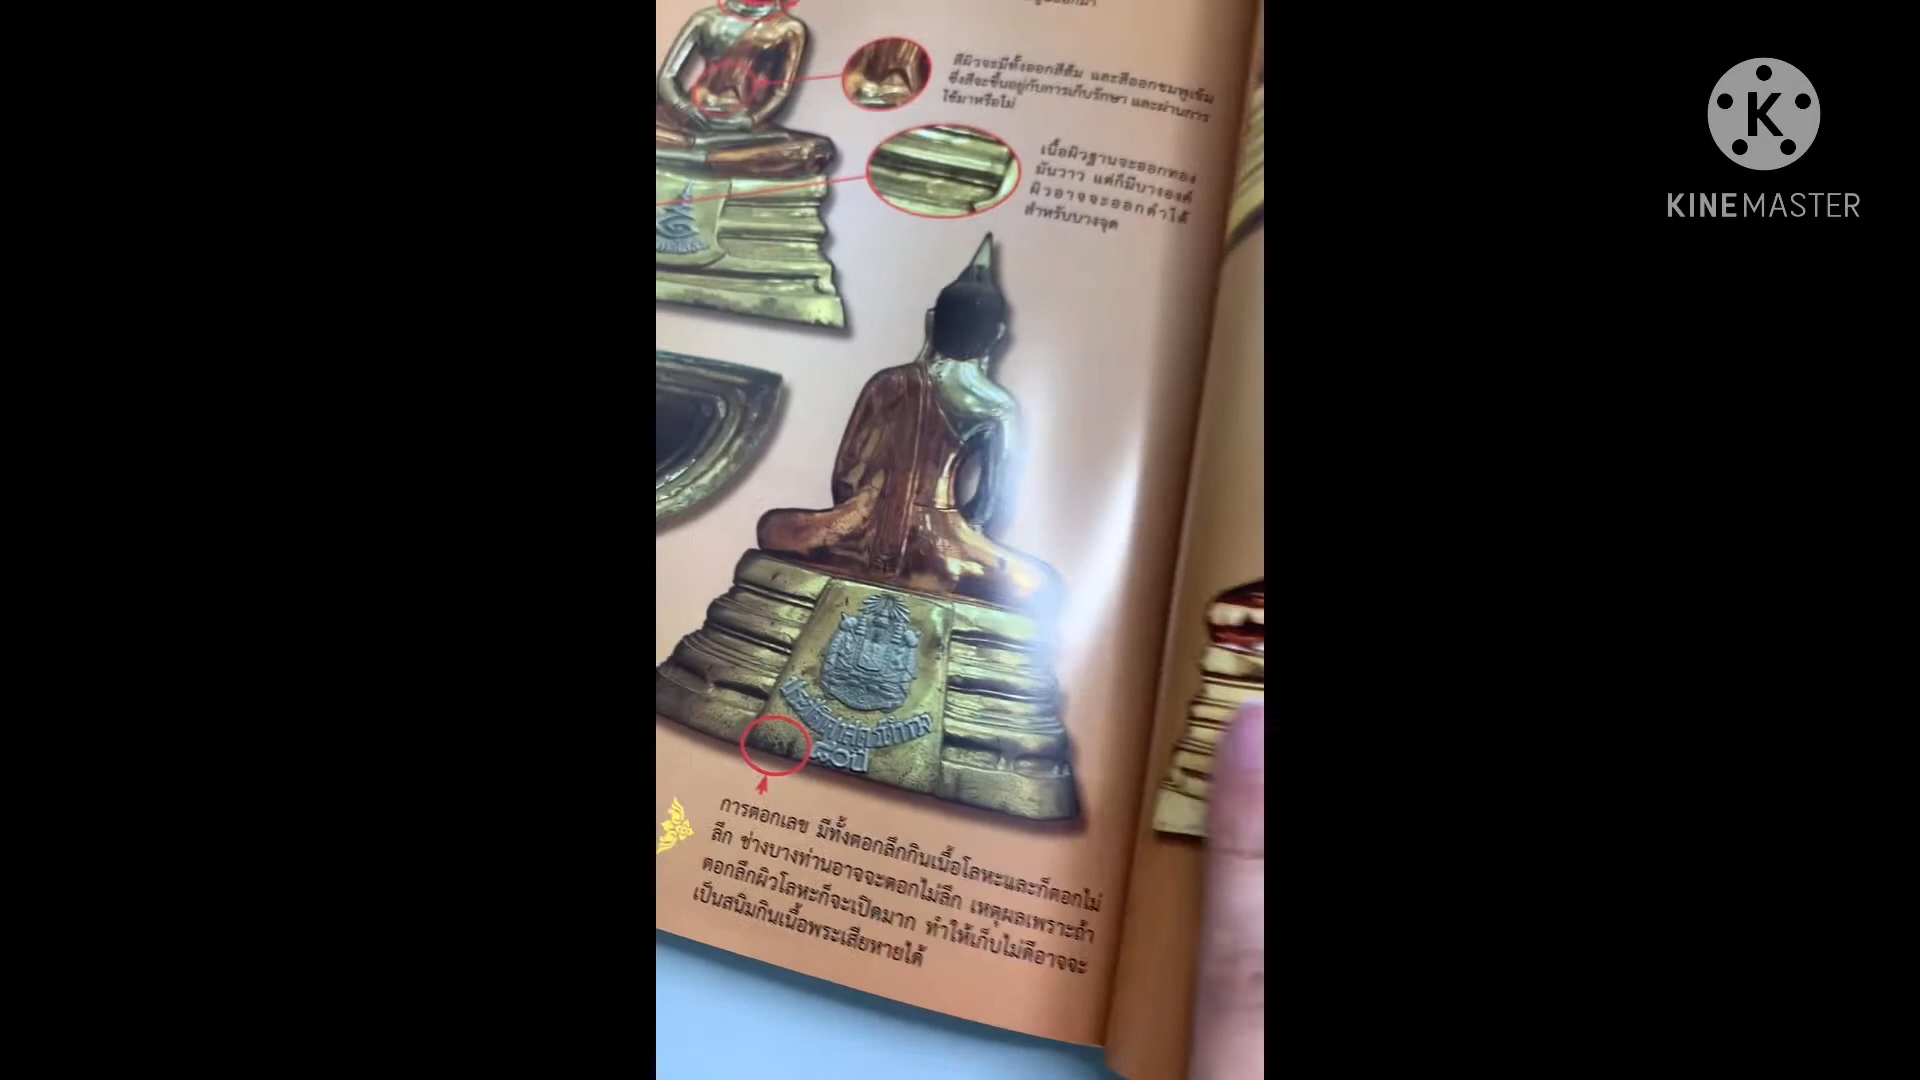 สีผิวจะมีทั้งออกสีส้ม และสีออกชมพูเข้ม
ซึ่งสีจะขึ้นอยู่กับการเก็บรักษา และผ่านการ
ใช้มาหรือไม่
เนื้อผิวฐานจะออกทอง
มันวาว แต่ก็มีบางองค์
ผิวอาจจะออกดำได้
สำหรับบางจุด
๘๐ปี
การตอกเลข มีทั้งตอกลึกกินเนื้อโลหะและก็ตอกไม่
ลึก ช่างบางท่านอาจจะตอกไม่ลึก เหตุผลเพราะถ้า
ตอกลึกผิวโลหะก็จะเปิดมาก ทำให้เก็บไม่ดีอาจจะ
เป็นสนิมกินเนื้อพระเสียหายได้
K
KINEMASTER